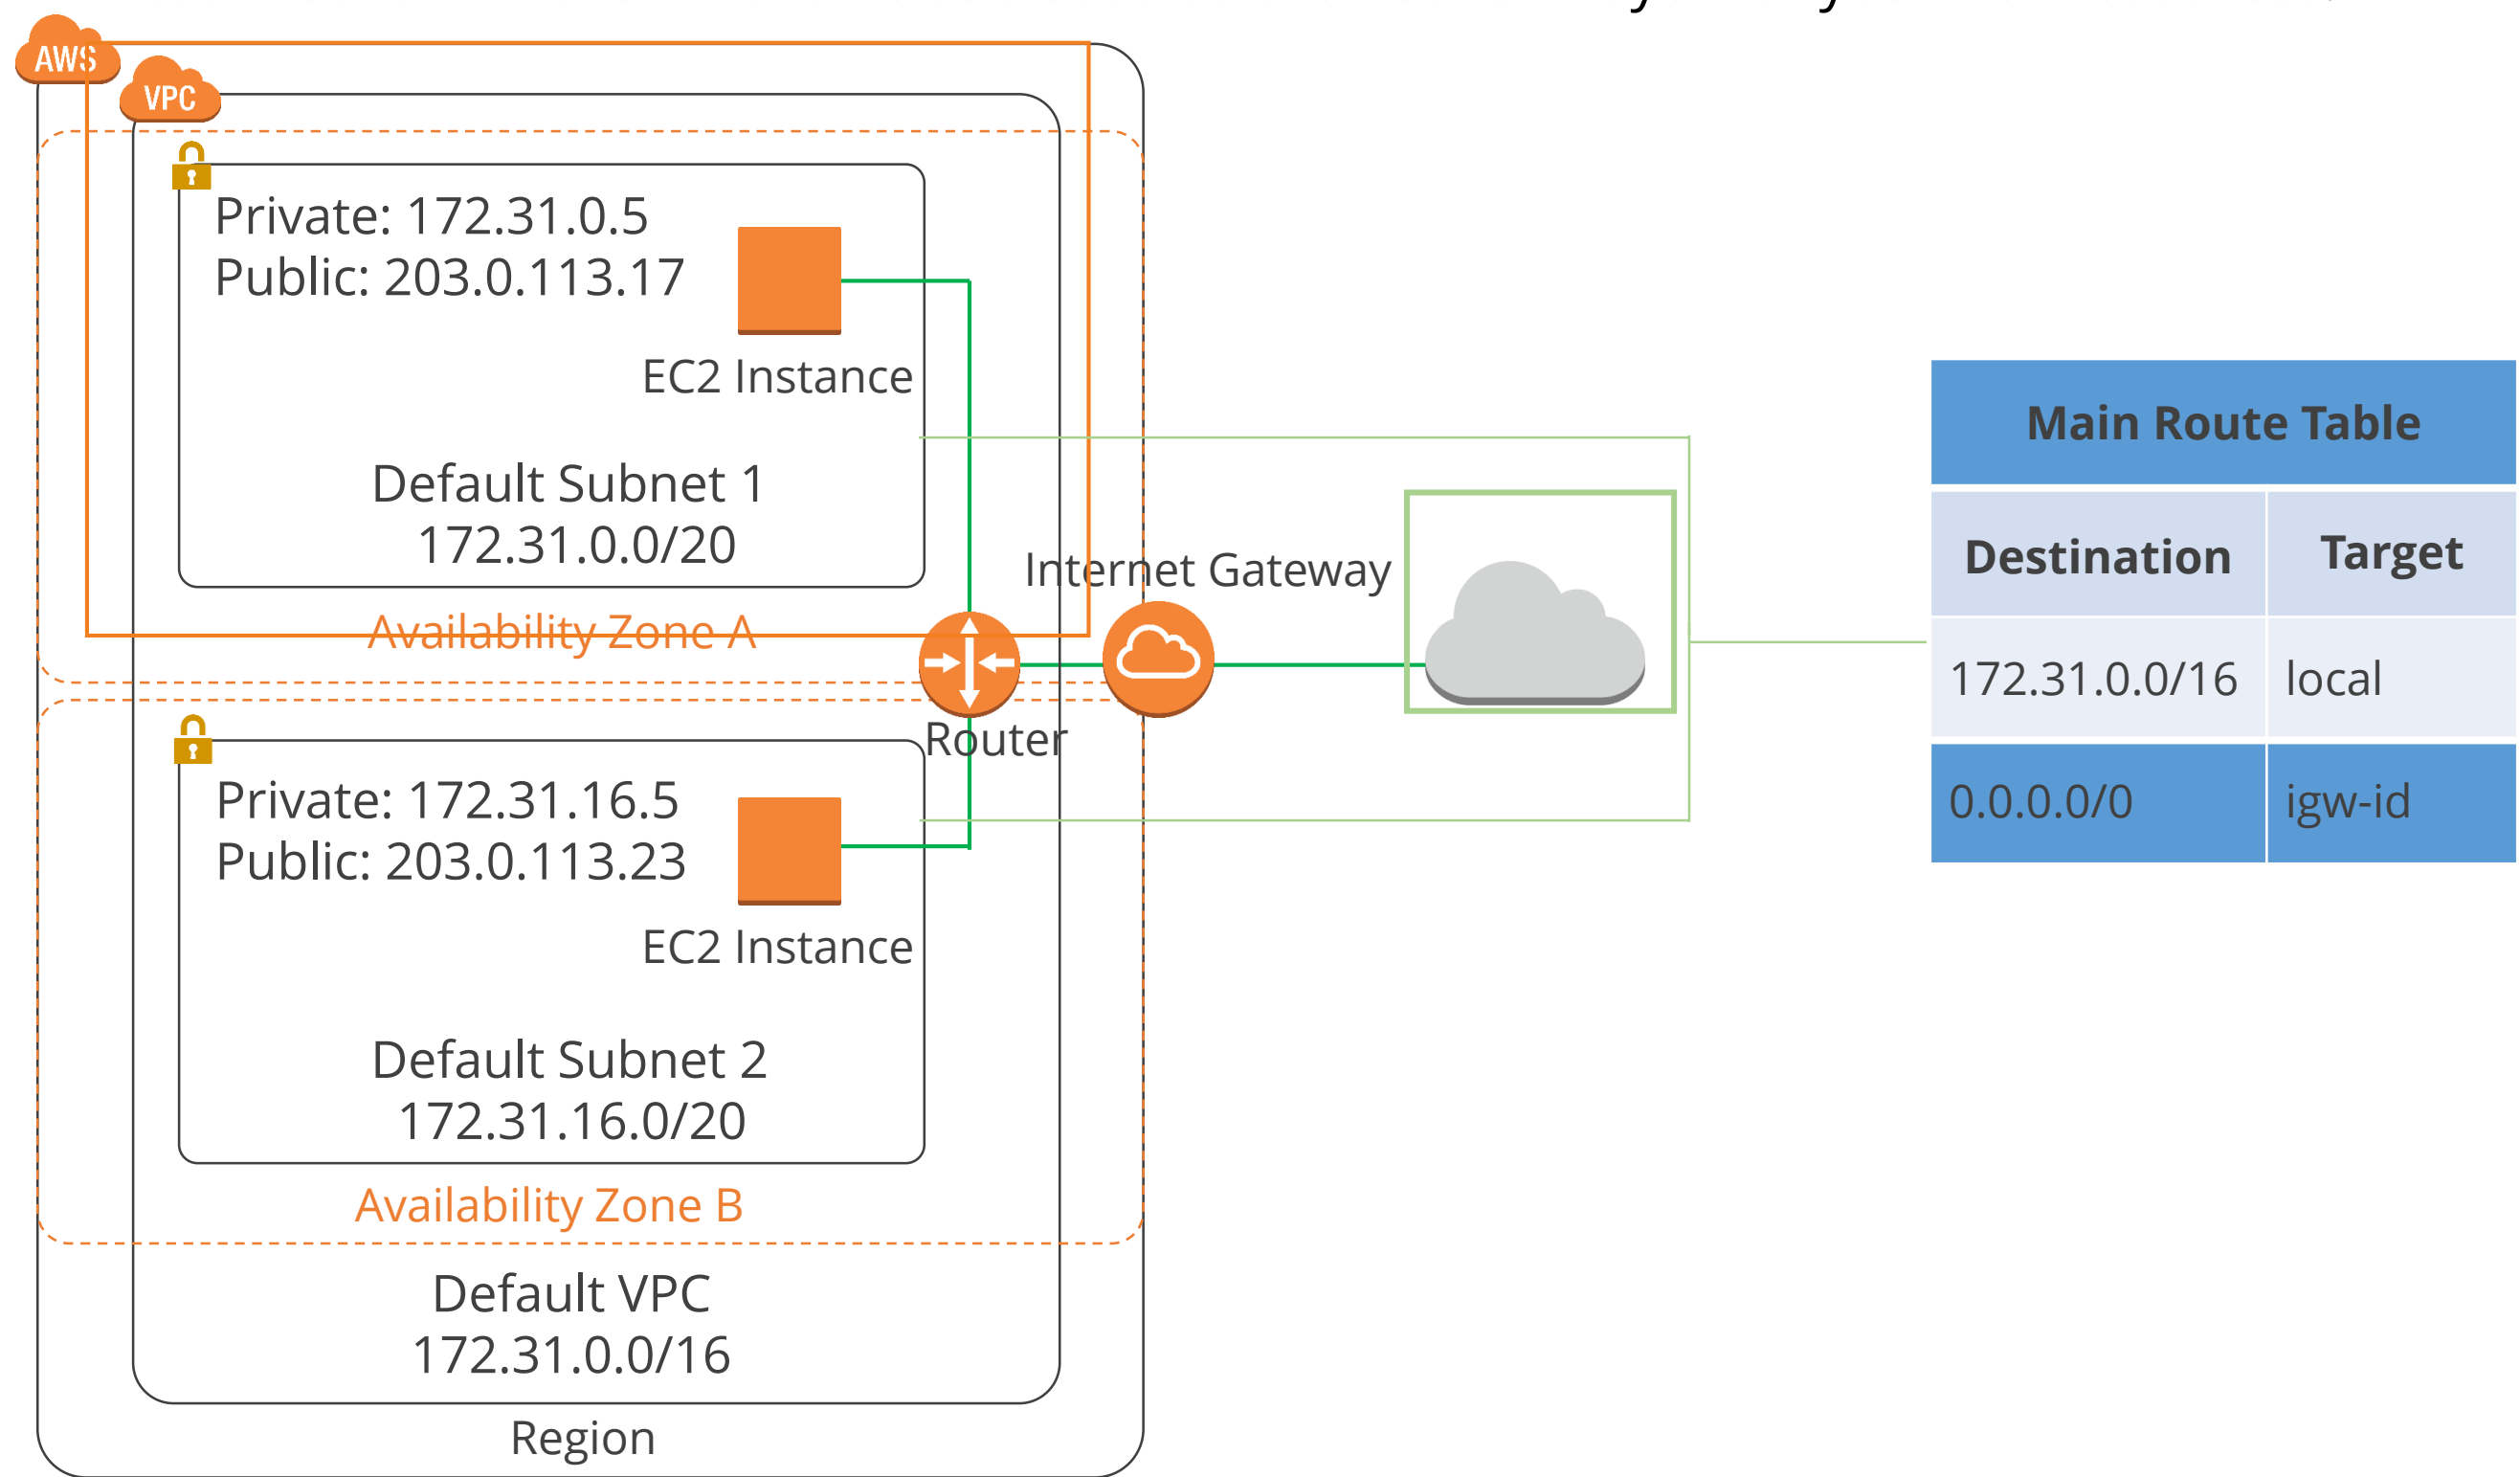 AWS
VPC
Private: 172.31.0.5
Public: 203.0.113.17
EC2 Instance
Default Subnet 1
172.31.0.0/20
Availability Zone A
Internet Gateway
Router
Private: 172.31.16.5
Public: 203.0.113.23
EC2 Instance
Default Subnet 2
172.31.16.0/20
Availability Zone B
Default VPC
172.31.0.0/16
Region
Main Route Table
Destination Target
172.31.0.0/16 local
0.0.0.0/0 igw-id